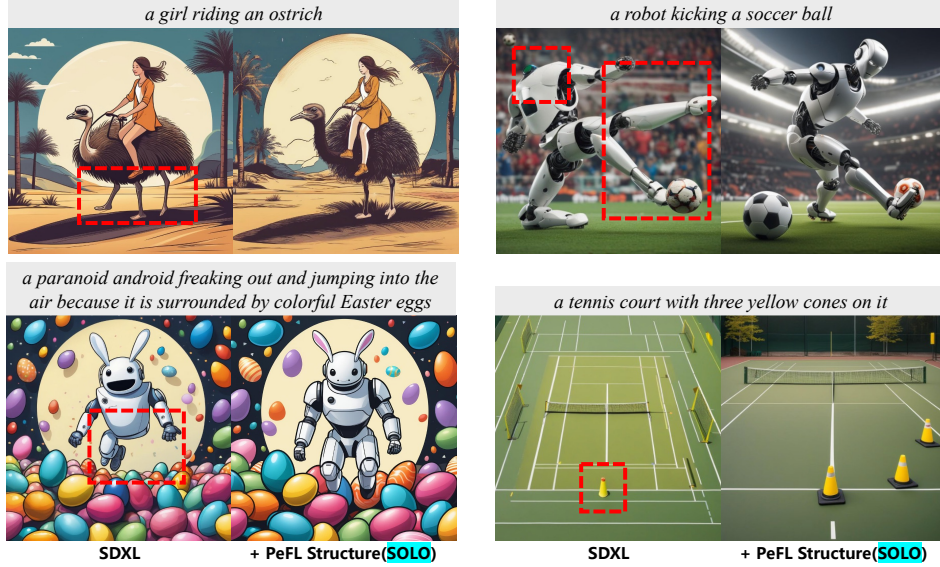 a girl riding an ostrich
a robot kicking a soccer ball
a paranoid android freaking out and jumping into the
air because it is surrounded by colorful Easter eggs
a tennis court with three yellow cones on it
SDXL
+ PeFL Structure(SOLO)
SDXL
+ PeFL Structure(SOLO)